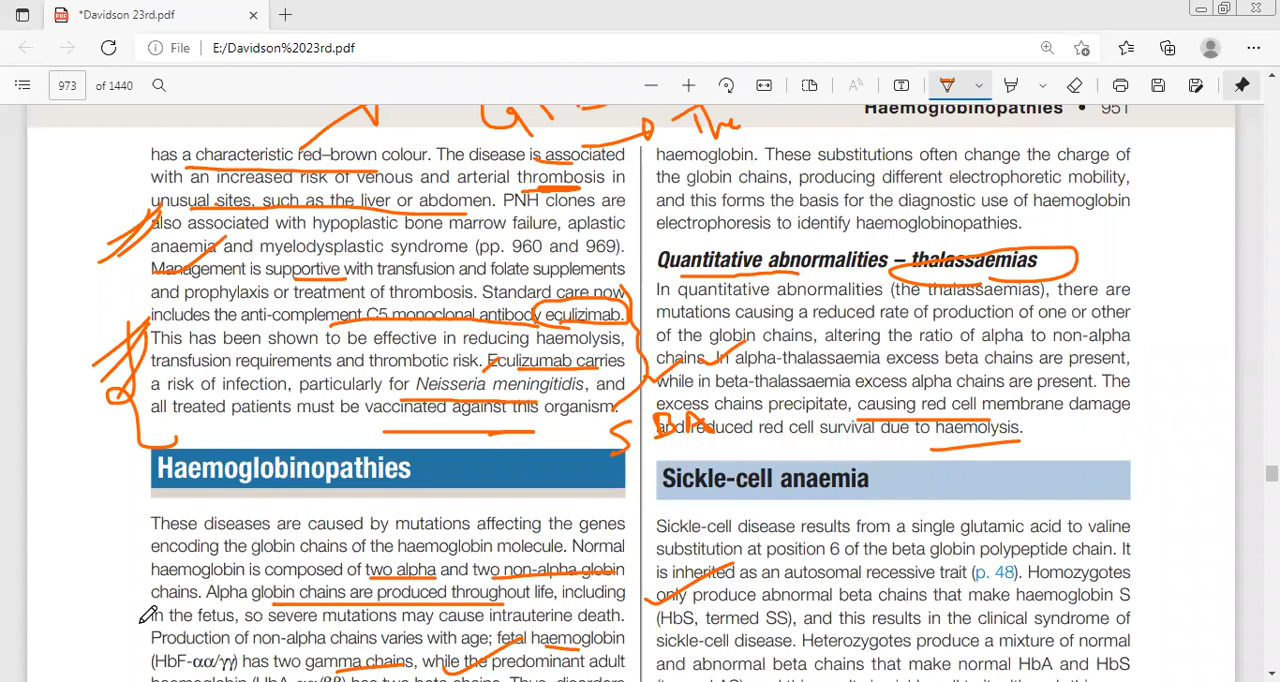 *Davidson 23rd.pdf
File E:/Davidson%2023rd.pdf
973 of 1440
Haemoglobinopathies • 951
The
has a characteristic red–brown colour. The disease is associated
with an increased risk of venous and arterial thrombosis in
unusual sites, such as the liver or abdomen. PNH clones are
also associated with hypoplastic bone marrow failure, aplastic
anaemia and myelodysplastic syndrome (pp. 960 and 969).
Management is supportive with transfusion and folate supplements
and prophylaxis or treatment of thrombosis. Standard care now
includes the anti-complement C5 monoclonal antibody eculizimab.
This has been shown to be effective in reducing haemolysis,
transfusion requirements and thrombotic risk. Eculizumab carries
a risk of infection, particularly for Neisseria meningitidis, and
all treated patients must be vaccinated against this organism.
Haemoglobinopathies
These diseases are caused by mutations affecting the genes
encoding the globin chains of the haemoglobin molecule. Normal
haemoglobin is composed of two alpha and two non-alpha globin
chains. Alpha globin chains are produced throughout life, including
in the fetus, so severe mutations may cause intrauterine death.
Production of non-alpha chains varies with age; fetal haemoglobin
(HbF-αα/γγ) has two gamma chains, while the predominant adult
haemoglobin (HbA-αα/ββ) has two beta chains. Thus, disorders
haemoglobin. These substitutions often change the charge of
the globin chains, producing different electrophoretic mobility,
and this forms the basis for the diagnostic use of haemoglobin
electrophoresis to identify haemoglobinopathies.
Quantitative abnormalities – thalassaemias
In quantitative abnormalities (the thalassaemias), there are
mutations causing a reduced rate of production of one or other
of the globin chains, altering the ratio of alpha to non-alpha
chains. In alpha-thalassaemia excess beta chains are present,
while in beta-thalassaemia excess alpha chains are present. The
excess chains precipitate, causing red cell membrane damage
and reduced red cell survival due to haemolysis.
S BA
Sickle-cell anaemia
Sickle-cell disease results from a single glutamic acid to valine
substitution at position 6 of the beta globin polypeptide chain. It
is inherited as an autosomal recessive trait (p. 48). Homozygotes
only produce abnormal beta chains that make haemoglobin S
(HbS, termed SS), and this results in the clinical syndrome of
sickle-cell disease. Heterozygotes produce a mixture of normal
and abnormal beta chains that make normal HbA and HbS